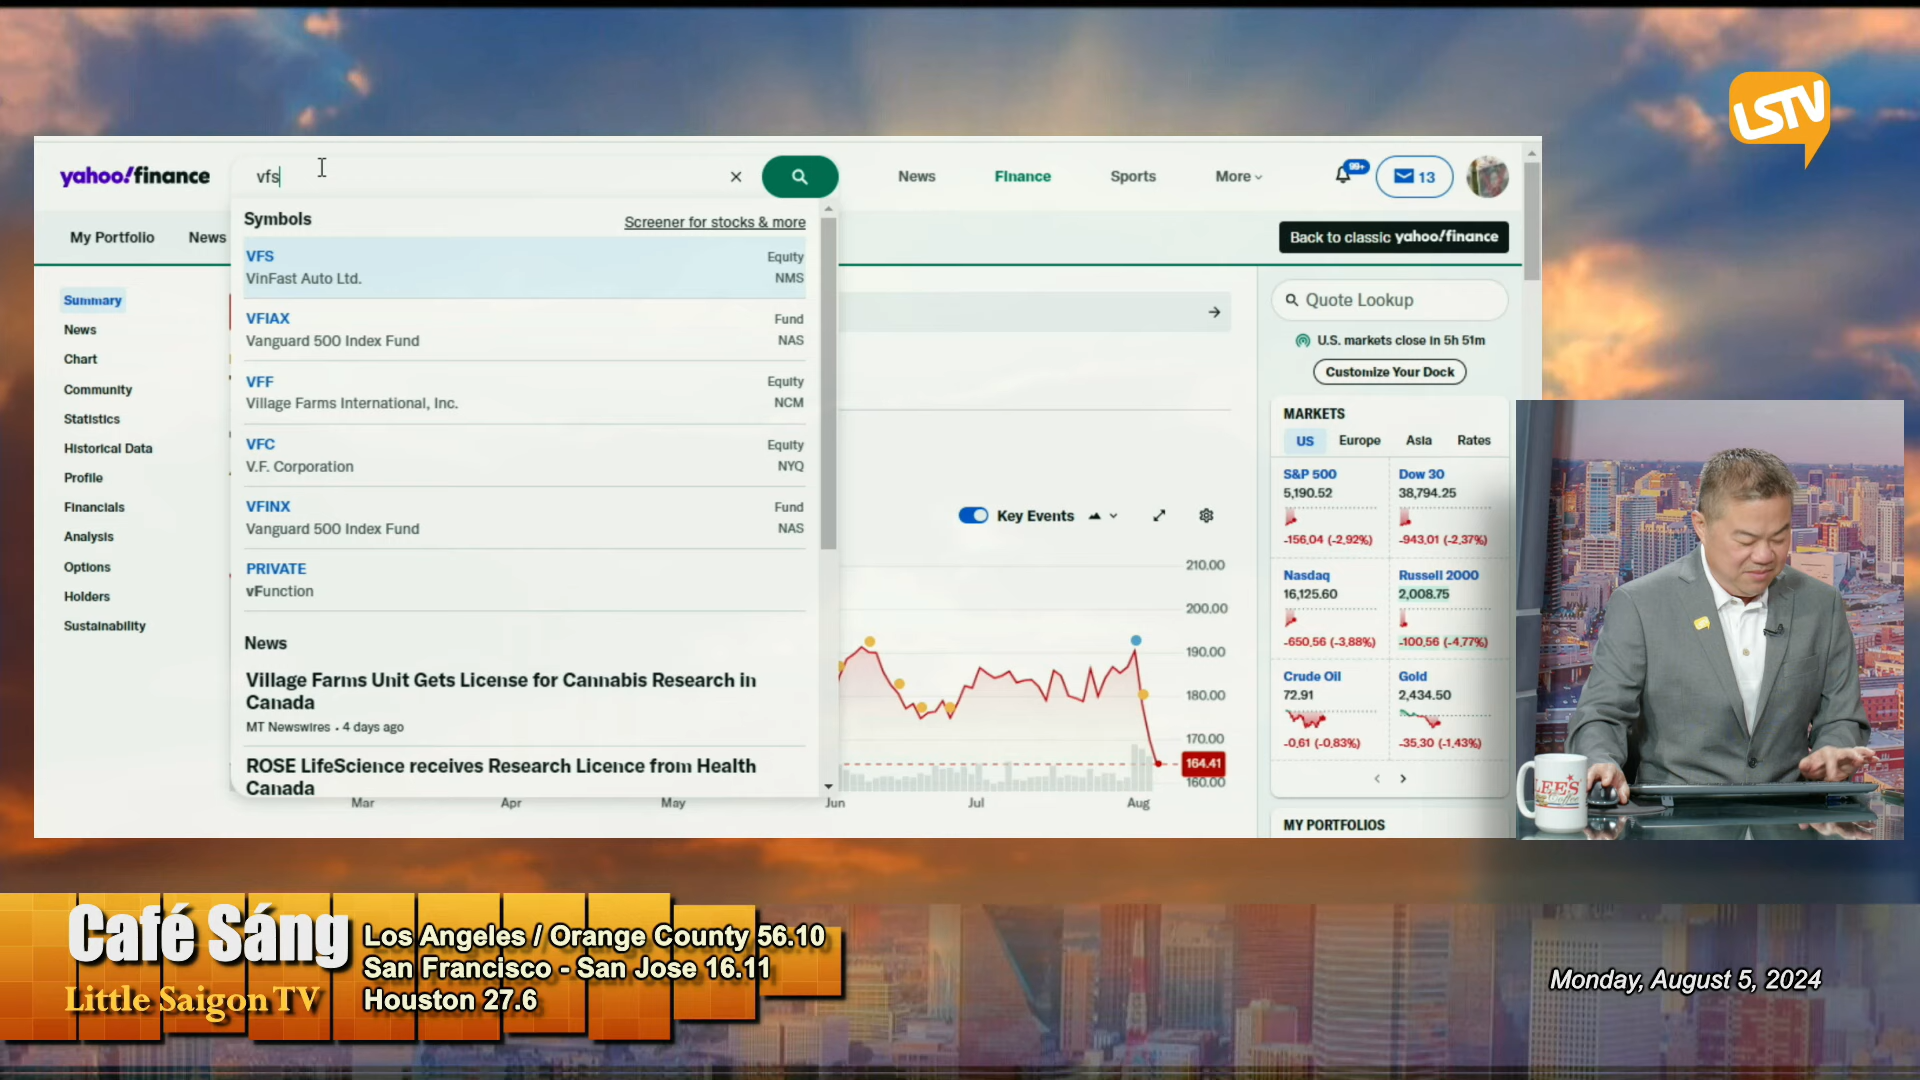 LSTV
yahoo!finance
vfs
News
Finance
Sports
More
99+
13
My Portfolio
News
Back to classic yahoo!finance
Symbols
Screener for stocks & more
VFS
Equity
VinFast Auto Ltd.
NMS
VFIAX
Fund
Vanguard 500 Index Fund
NAS
VFF
Equity
Village Farms International, Inc.
NCM
VFC
Equity
V.F. Corporation
NYQ
VFINX
Fund
Vanguard 500 Index Fund
NAS
PRIVATE
vFunction
News
Village Farms Unit Gets License for Cannabis Research in
Canada
MT Newswires • 4 days ago
ROSE LifeScience receives Research Licence from Health
Canada
Summary
News
Chart
Community
Statistics
Historical Data
Profile
Financials
Analysis
Options
Holders
Sustainability
Key Events
210.00
200.00
190.00
180.00
170.00
164.41
160.00
Mar
Apr
May
Jun
Jul
Aug
Quote Lookup
U.S. markets close in 5h 51m
Customize Your Dock
MARKETS
US
Europe
Asia
Rates
S&P 500
5,190.52
-156.04 (-2.92%)
Dow 30
38,794.25
-943.01 (-2.37%)
Nasdaq
16,125.60
-650.56 (-3.88%)
Russell 2000
2,008.75
-100.56 (-4.77%)
Crude Oil
72.91
-0.61 (-0.83%)
Gold
2,434.50
-35.30 (-1.43%)
MY PORTFOLIOS
LEE'S
Coffee
Café Sáng
Little Saigon TV
Los Angeles / Orange County 56.10
San Francisco - San Jose 16.11
Houston 27.6
Monday, August 5, 2024